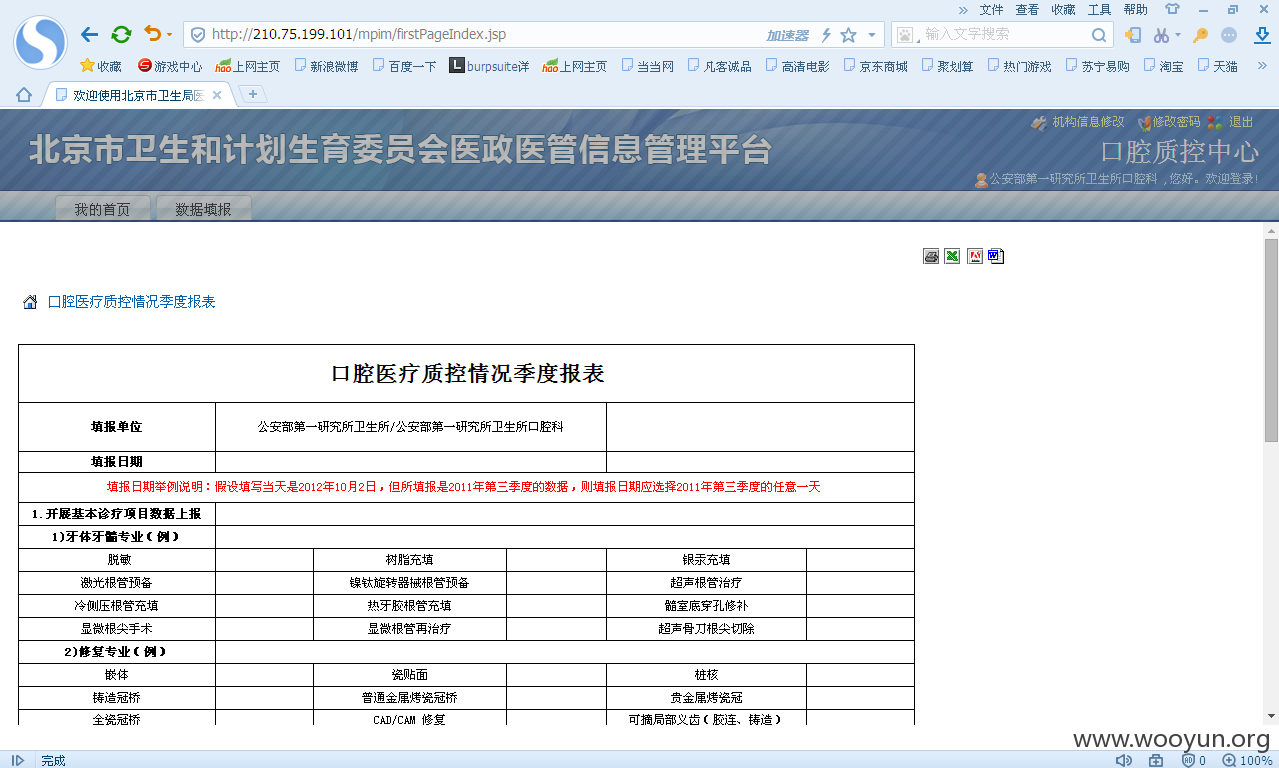 » 文件 查看 收藏 工具 帮助
http://210.75.199.101/mpim/firstPageIndex.jsp 加速器 输入文字搜索
收藏 游戏中心 hao 上网主页 新浪微博 百度一下 L burpsuite详 hao 上网主页 当当网 凡客诚品 高清电影 京东商城 聚划算 热门游戏 苏宁易购 淘宝 天猫 »
欢迎使用北京市卫生局医
机构信息修改 修改密码 退出
北京市卫生和计划生育委员会医政医管信息管理平台
口腔质控中心
公安部第一研究所卫生所口腔科，您好。欢迎登录!
我的首页 数据填报
口腔医疗质控情况季度报表
口腔医疗质控情况季度报表
填报单位 公安部第一研究所卫生所/公安部第一研究所卫生所口腔科
填报日期
填报日期举例说明：假设填写当天是2012年10月2日，但所填报是2011年第三季度的数据，则填报日期应选择2011年第三季度的任意一天
1.开展基本诊疗项目数据上报
1)牙体牙髓专业（例）
脱敏 树脂充填 银汞充填
激光根管预备 镍钛旋转器械根管预备 超声根管治疗
冷侧压根管充填 热牙胶根管充填 髓室底穿孔修补
显微根尖手术 显微根管再治疗 超声骨刀根尖切除
2)修复专业（例）
嵌体 瓷贴面 桩核
铸造冠桥 普通金属烤瓷冠桥 贵金属烤瓷冠
全瓷冠桥 CAD/CAM 修复 可摘局部义齿（胶连、铸造）
www.wooyun.org
完成 0 100%